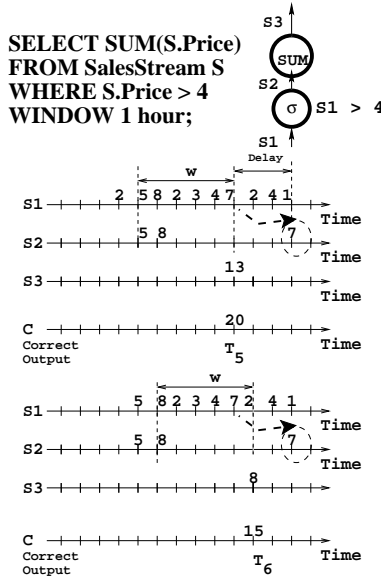 SELECT SUM(S.Price)
FROM SalesStream S
WHERE S.Price > 4
WINDOW 1 hour;
S3
SUM
S2
σ S1 > 4
S1
Delay
w
2 5 8 2 3 4 7 2 4 1
S1 Time
5 8 7
S2 Time
13
S3 Time
20
C Time
Correct
Output
T5
w
5 8 2 3 4 7 2 4 1
S1 Time
5 8 7
S2 Time
8
S3 Time
15
C Time
Correct
Output
T6